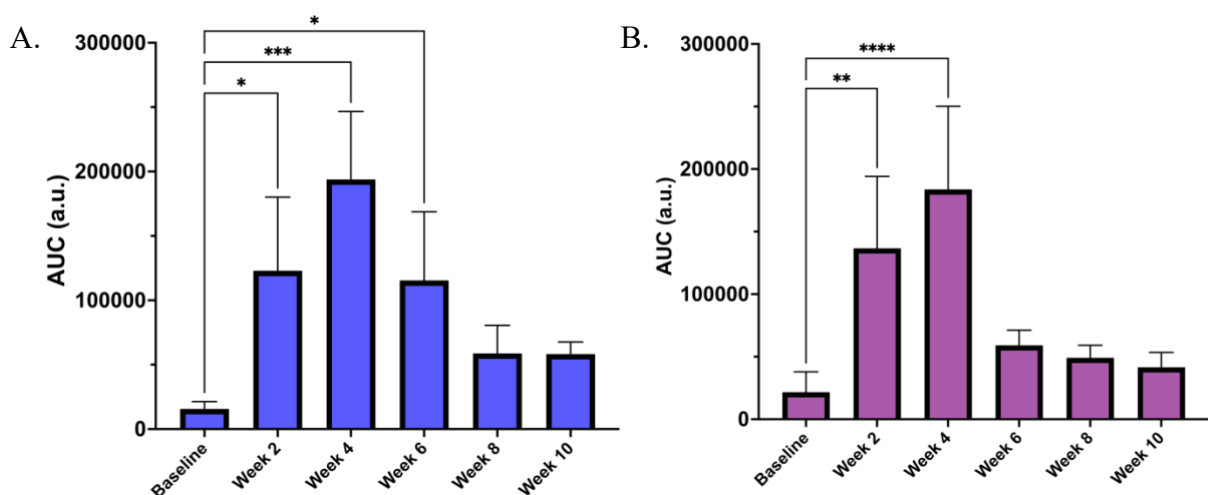 A.
AUC (a.u.)
300000
200000
100000
0
*
***
*
Baseline
Week 2
Week 4
Week 6
Week 8
Week 10
B.
AUC (a.u.)
300000
200000
100000
0
****
**
Baseline
Week 2
Week 4
Week 6
Week 8
Week 10